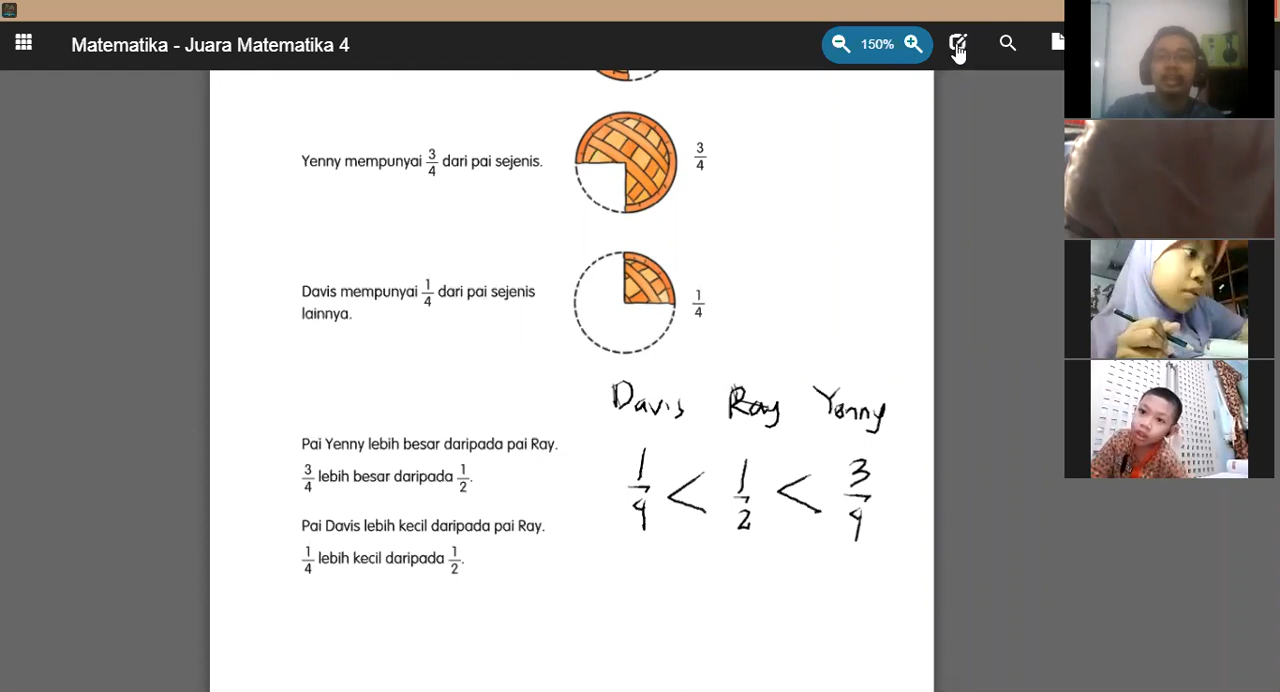 Matematika - Juara Matematika 4
150%
Yenny mempunyai 3/4 dari pai sejenis.
3/4
Davis mempunyai 1/4 dari pai sejenis
lainnya.
1/4
Davis Ray Yenny
1/4 < 1/2 < 3/4
Pai Yenny lebih besar daripada pai Ray.
3/4 lebih besar daripada 1/2.
Pai Davis lebih kecil daripada pai Ray.
1/4 lebih kecil daripada 1/2.